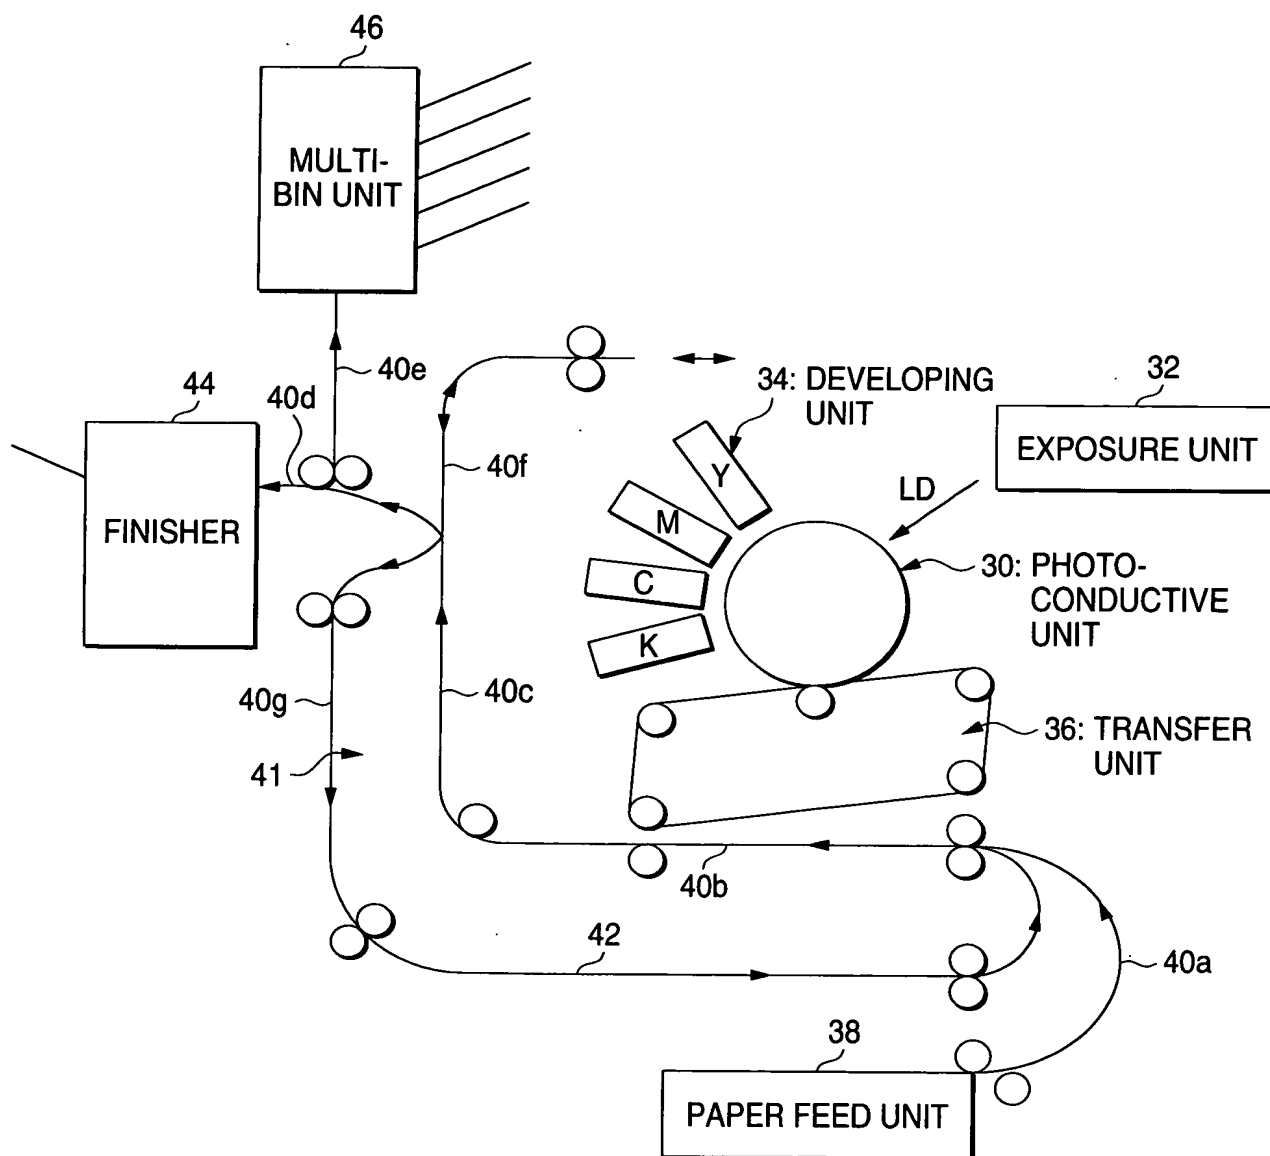 46
MULTI-
BIN UNIT
40e
44
40d
FINISHER
40f
34: DEVELOPING
UNIT
32
EXPOSURE UNIT
LD
Y
M
C
K
30: PHOTO-
CONDUCTIVE
UNIT
40g
40c
41
36: TRANSFER
UNIT
40b
42
40a
38
PAPER FEED UNIT